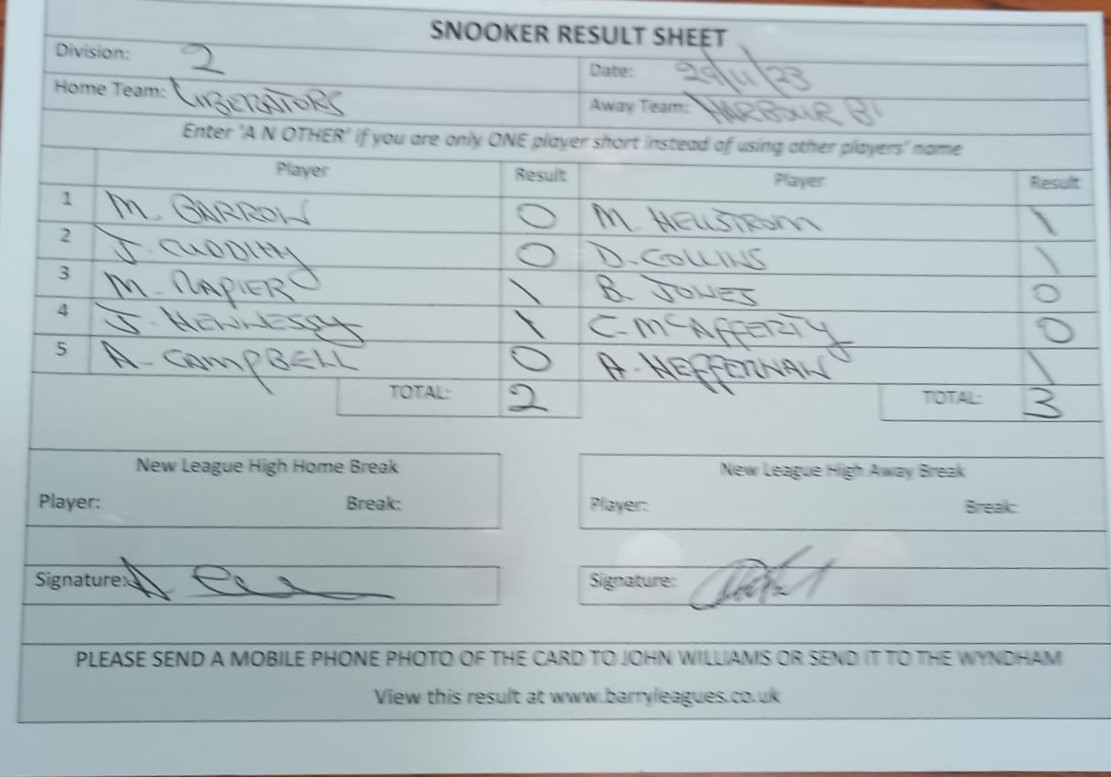 SNOOKER RESULT SHEET
Division: 2 Date: 29/11/23
Home Team: LIBERATORS Away Team: HARBOUR B'
Enter 'A N OTHER' if you are only ONE player short instead of using other players' name
Player Result Player Result
1 M. BARRON 0 M. HELLSTROM 1
2 J. CUDDIHY 0 D. COLLINS 1
3 M. NAPIER 1 B. JONES 0
4 J. HENNESSY 1 C. McAFFERTY 0
5 A. CAMPBELL 0 A. HEFFERNAN 1
TOTAL: 2 TOTAL: 3
New League High Home Break New League High Away Break
Player: Break: Player: Break:
Signature: Signature:
PLEASE SEND A MOBILE PHONE PHOTO OF THE CARD TO JOHN WILLIAMS OR SEND IT TO THE WYNDHAM
View this result at www.barryleagues.co.uk